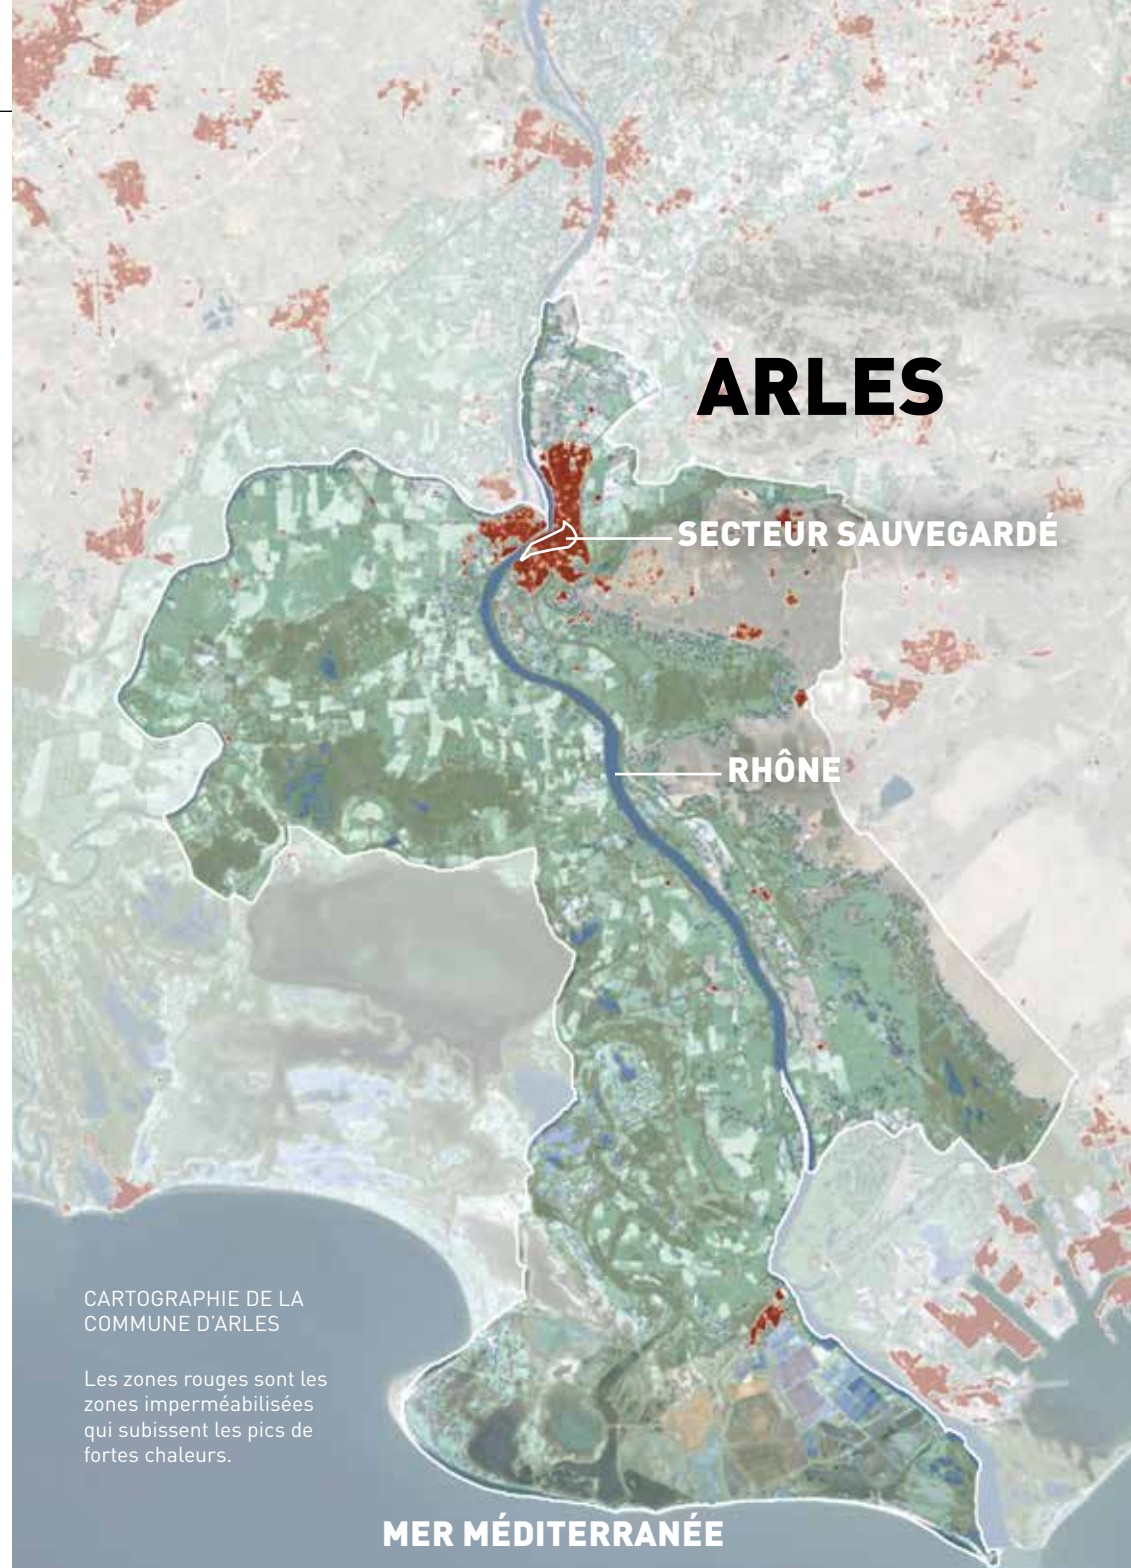 ARLES
SECTEUR SAUVEGARDÉ
RHÔNE
CARTOGRAPHIE DE LA
COMMUNE D'ARLES
Les zones rouges sont les
zones imperméabilisées
qui subissent les pics de
fortes chaleurs.
MER MÉDITERRANÉE